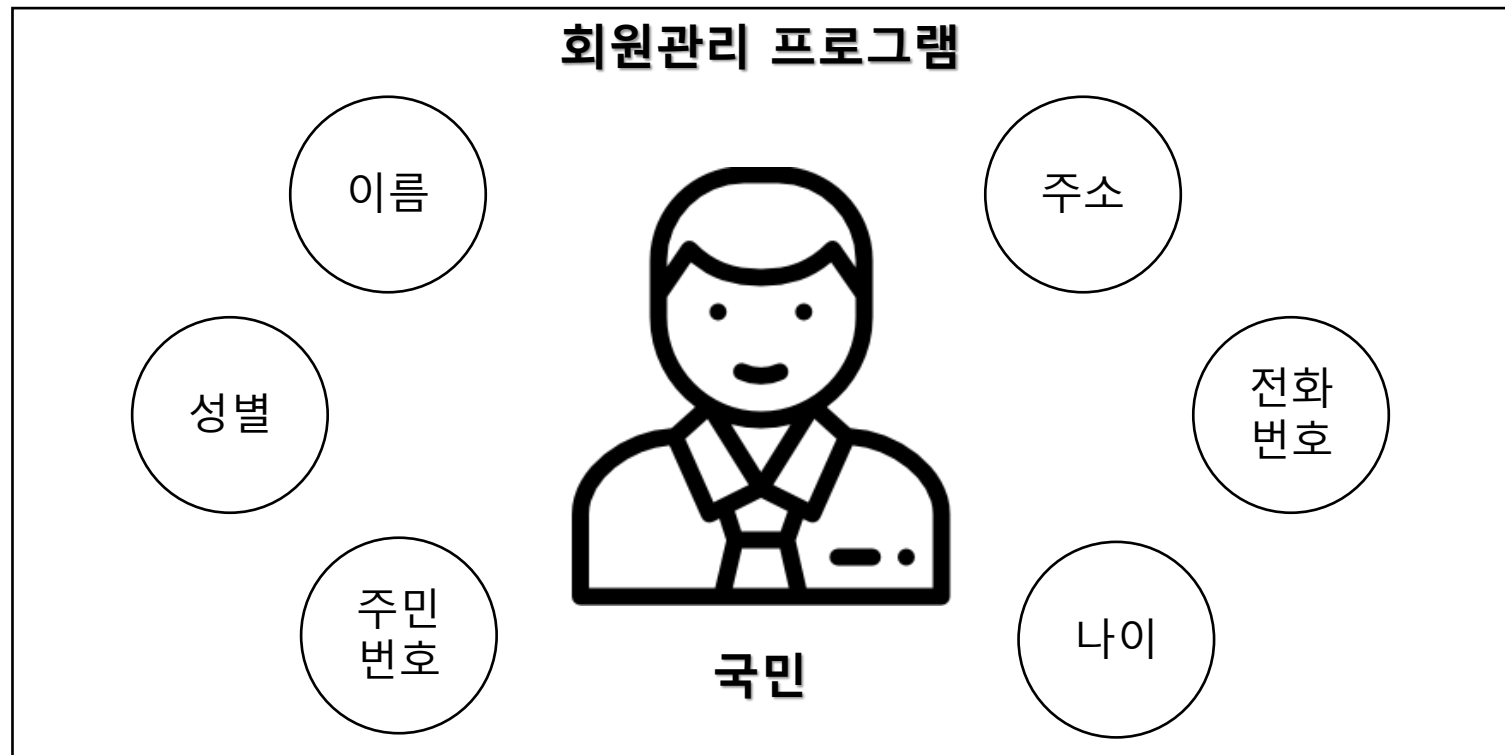 회원관리 프로그램
이름
주소
성별
전화
번호
주민
번호
나이
국민